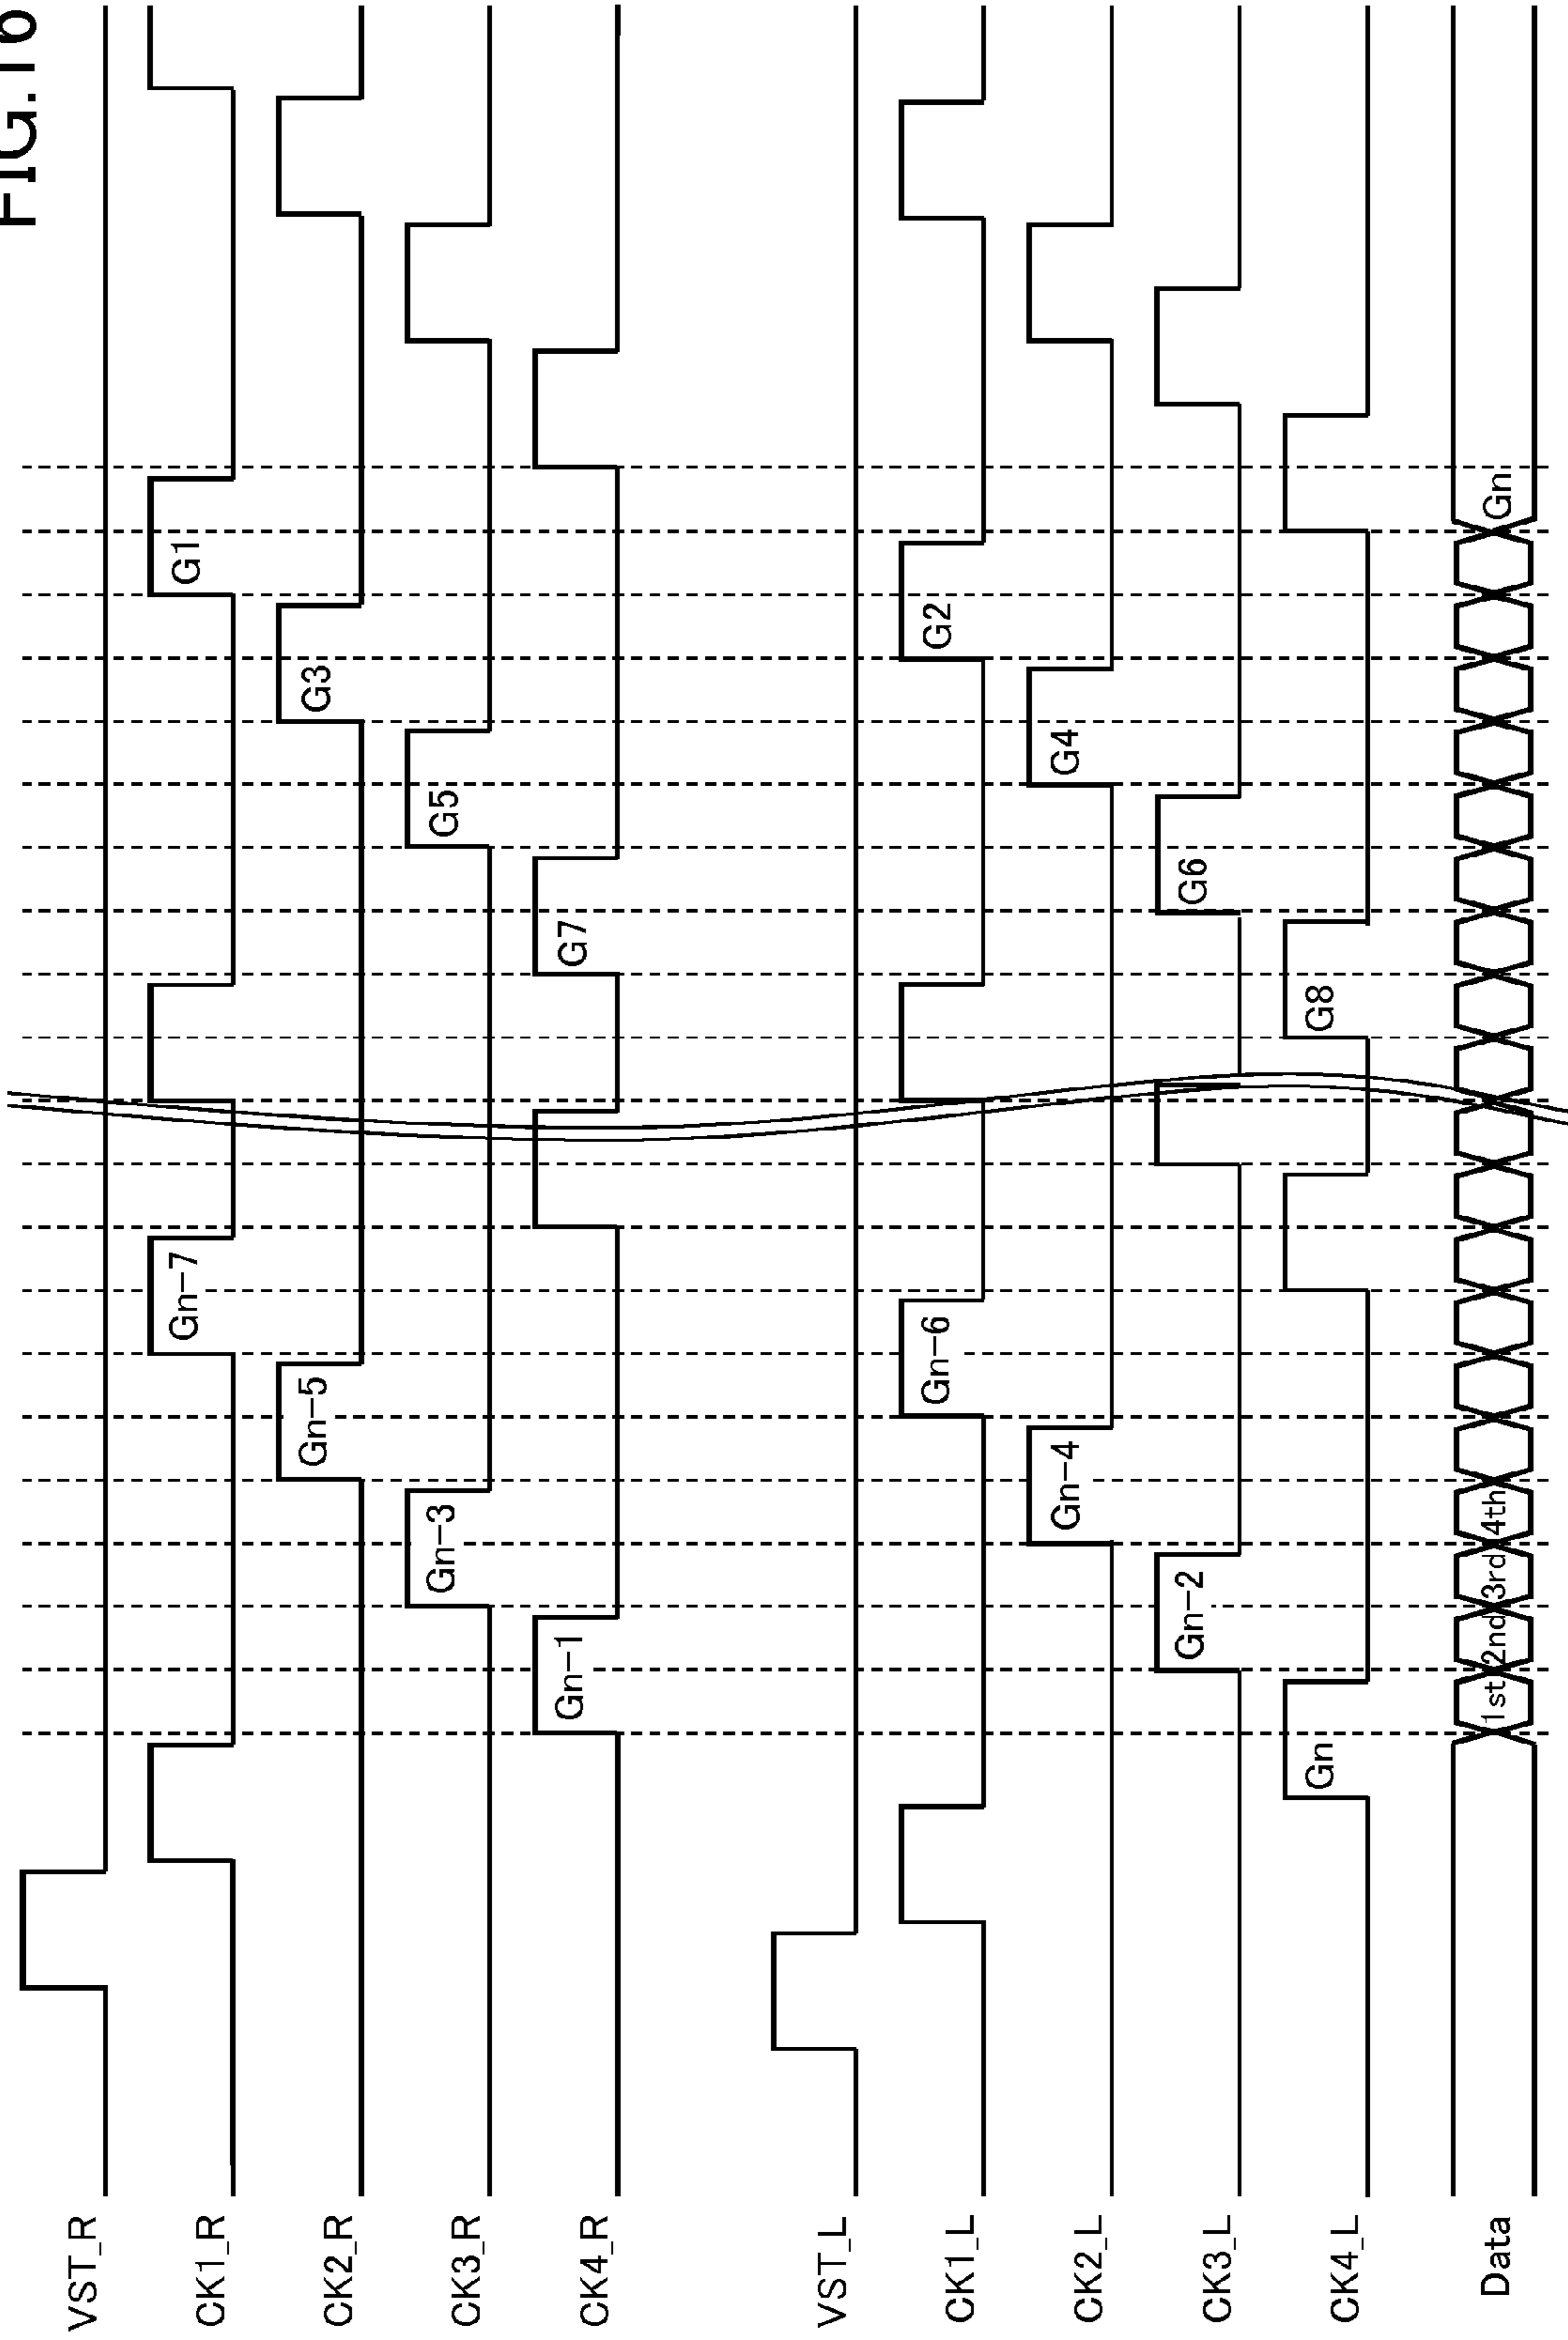 FIG.16
VST_R
CK1_R Gn-7 G1
CK2_R Gn-5 G3
CK3_R Gn-3 G5
CK4_R Gn-1 G7
VST_L
CK1_L Gn-6 G2
CK2_L Gn-4 G4
CK3_L Gn-2 G6
CK4_L Gn G8
Data 1st 2nd 3rd 4th Gn